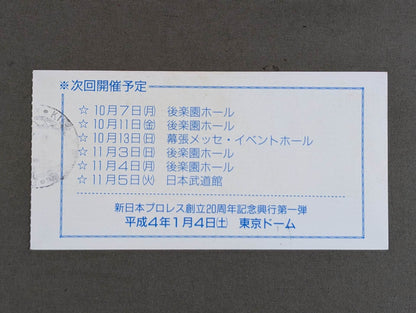 ※次回開催予定
☆10月7日(月) 後楽園ホール
☆10月11日(金) 後楽園ホール
☆10月13日(日) 幕張メッセ・イベントホール
☆11月3日(日) 後楽園ホール
☆11月4日(月) 後楽園ホール
☆11月5日(火) 日本武道館
新日本プロレス創立20周年記念興行第一弾
平成4年1月4日(土) 東京ドーム